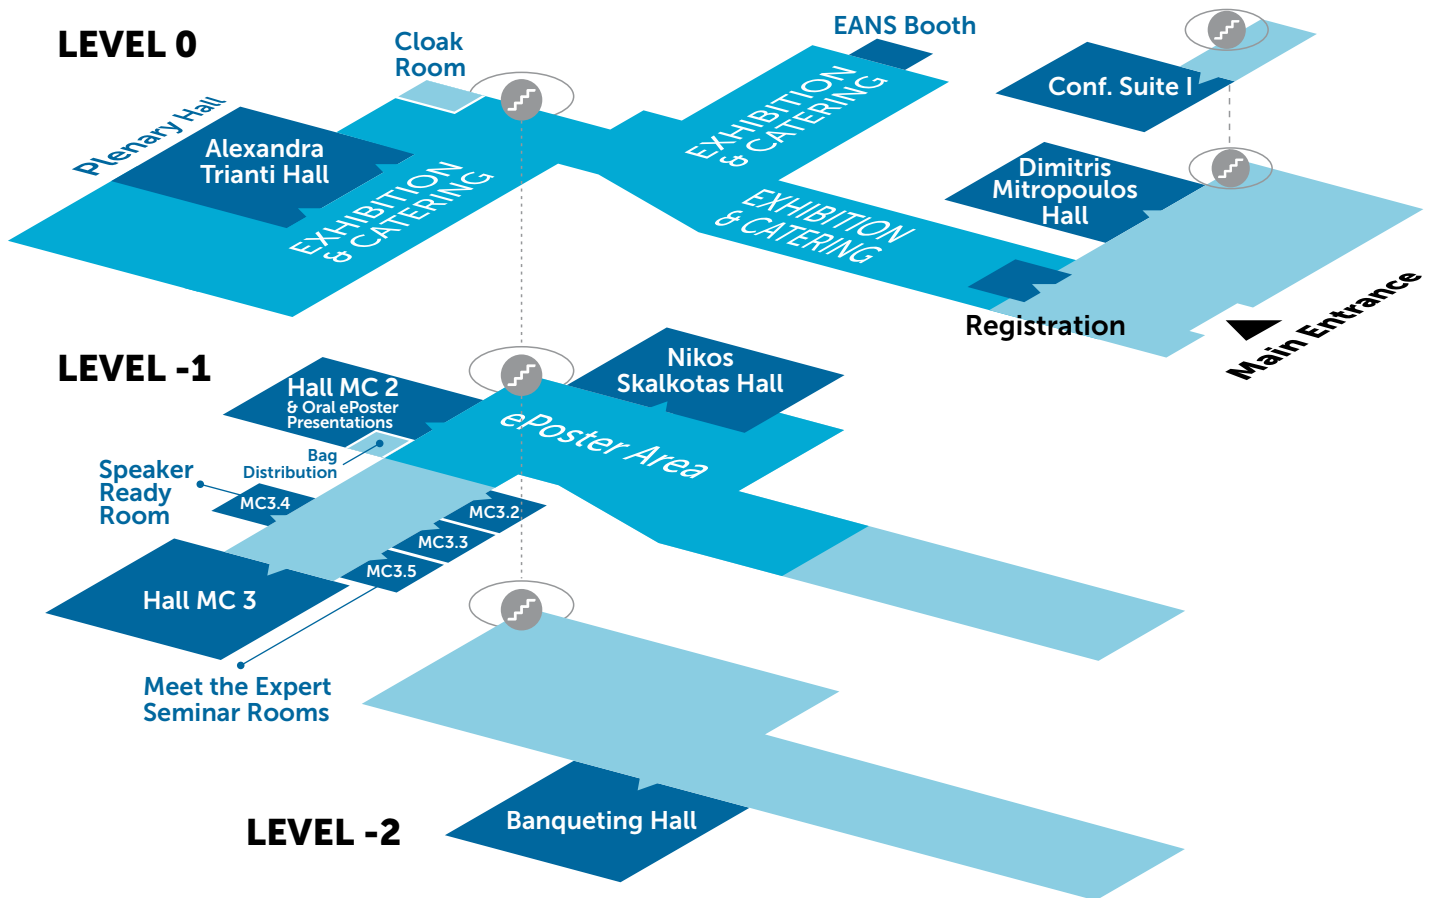 LEVEL 0
Cloak
Room
EANS Booth
Plenary Hall
Alexandra
Trianti Hall
EXHIBITION
& CATERING
EXHIBITION
& CATERING
EXHIBITION
& CATERING
Conf. Suite I
Dimitris
Mitropoulos
Hall
Registration
Main Entrance
LEVEL -1
Hall MC 2
& Oral ePoster
Presentations
Nikos
Skalkotas Hall
ePoster Area
Bag
Distribution
Speaker
Ready
Room
MC3.4
MC3.2
MC3.3
MC3.5
Hall MC 3
Meet the Expert
Seminar Rooms
LEVEL -2
Banqueting Hall